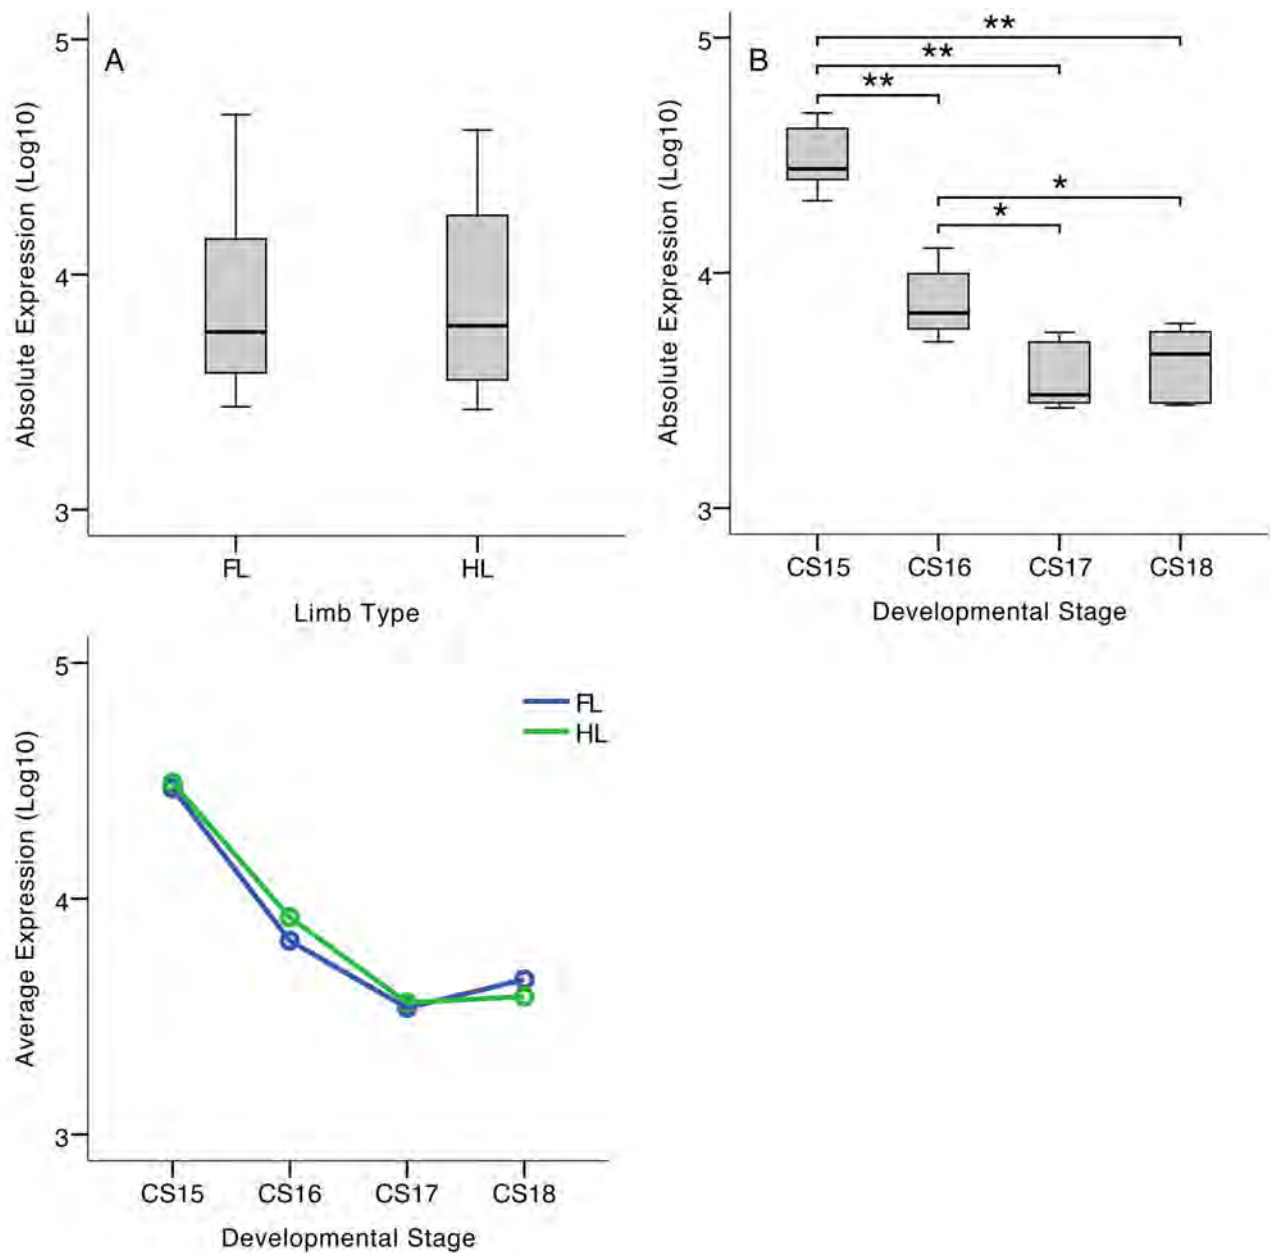 A
Absolute Expression (Log10)
5
4
3
FL
HL
Limb Type
B
Absolute Expression (Log10)
5
4
3
**
**
**
*
*
CS15
CS16
CS17
CS18
Developmental Stage
Average Expression (Log10)
5
4
3
FL
HL
CS15
CS16
CS17
CS18
Developmental Stage